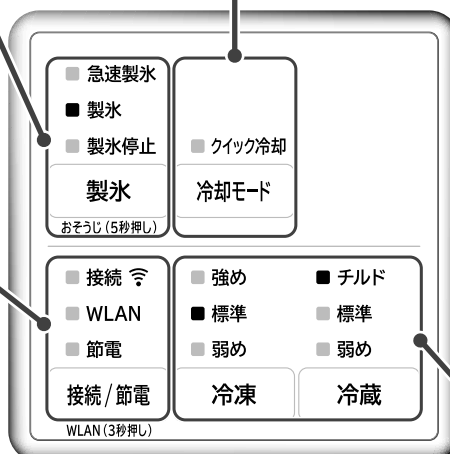 急速製氷
製氷
製氷停止
製氷
おそうじ(5秒押し)
クイック冷却
冷却モード
接続
WLAN
節電
接続/節電
WLAN(3秒押し)
強め
標準
弱め
冷凍
チルド
標準
弱め
冷蔵